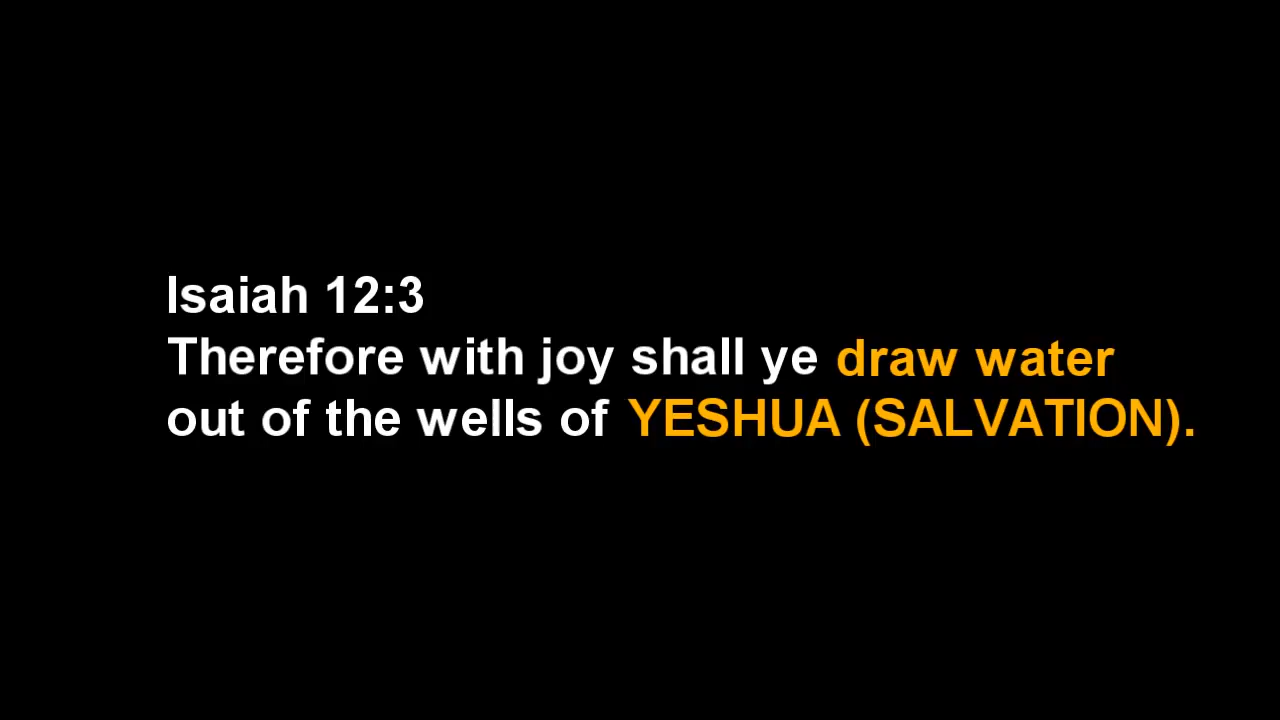 Isaiah 12:3
Therefore with joy shall ye draw water
out of the wells of YESHUA (SALVATION).